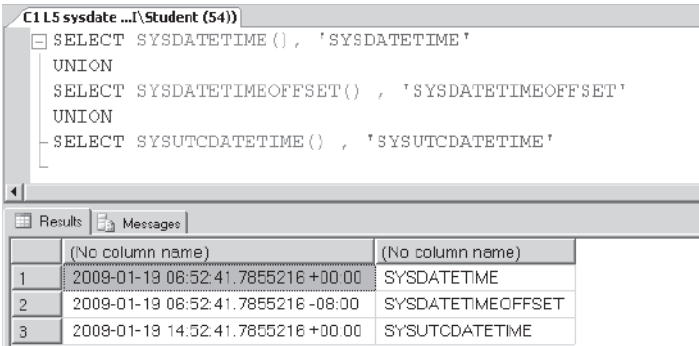 C1 L5 sysdate ...I\Student (54))
SELECT SYSDATETIME(), 'SYSDATETIME'
UNION
SELECT SYSDATETIMEOFFSET() , 'SYSDATETIMEOFFSET'
UNION
SELECT SYSUTCDATETIME() , 'SYSUTCDATETIME'
Results Messages
(No column name) (No column name)
1 2009-01-19 06:52:41.7855216 +00:00 SYSDATETIME
2 2009-01-19 06:52:41.7855216 -08:00 SYSDATETIMEOFFSET
3 2009-01-19 14:52:41.7855216 +00:00 SYSUTCDATETIME